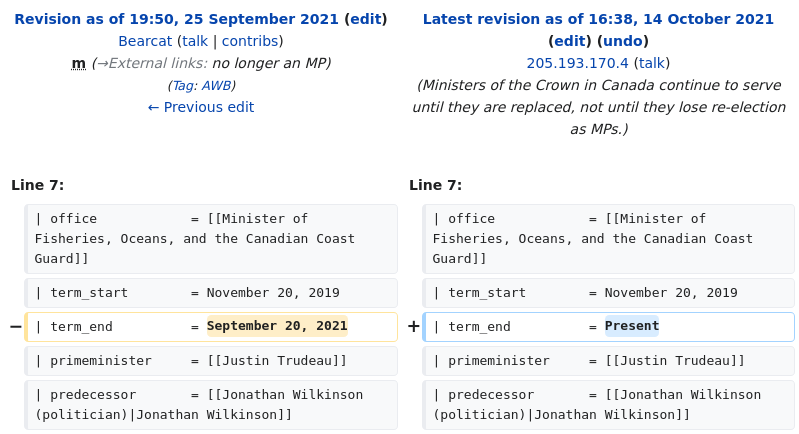 Revision as of 19:50, 25 September 2021 (edit)
Bearcat (talk | contribs)
m (→External links: no longer an MP)
(Tag: AWB)
← Previous edit
Latest revision as of 16:38, 14 October 2021
(edit) (undo)
205.193.170.4 (talk)
(Ministers of the Crown in Canada continue to serve
until they are replaced, not until they lose re-election
as MPs.)
Line 7:
| office            = [[Minister of
Fisheries, Oceans, and the Canadian Coast
Guard]]
| term_start        = November 20, 2019
− | term_end          = September 20, 2021
| primeminister     = [[Justin Trudeau]]
| predecessor       = [[Jonathan Wilkinson
(politician)|Jonathan Wilkinson]]
Line 7:
| office            = [[Minister of
Fisheries, Oceans, and the Canadian Coast
Guard]]
| term_start        = November 20, 2019
+ | term_end          = Present
| primeminister     = [[Justin Trudeau]]
| predecessor       = [[Jonathan Wilkinson
(politician)|Jonathan Wilkinson]]